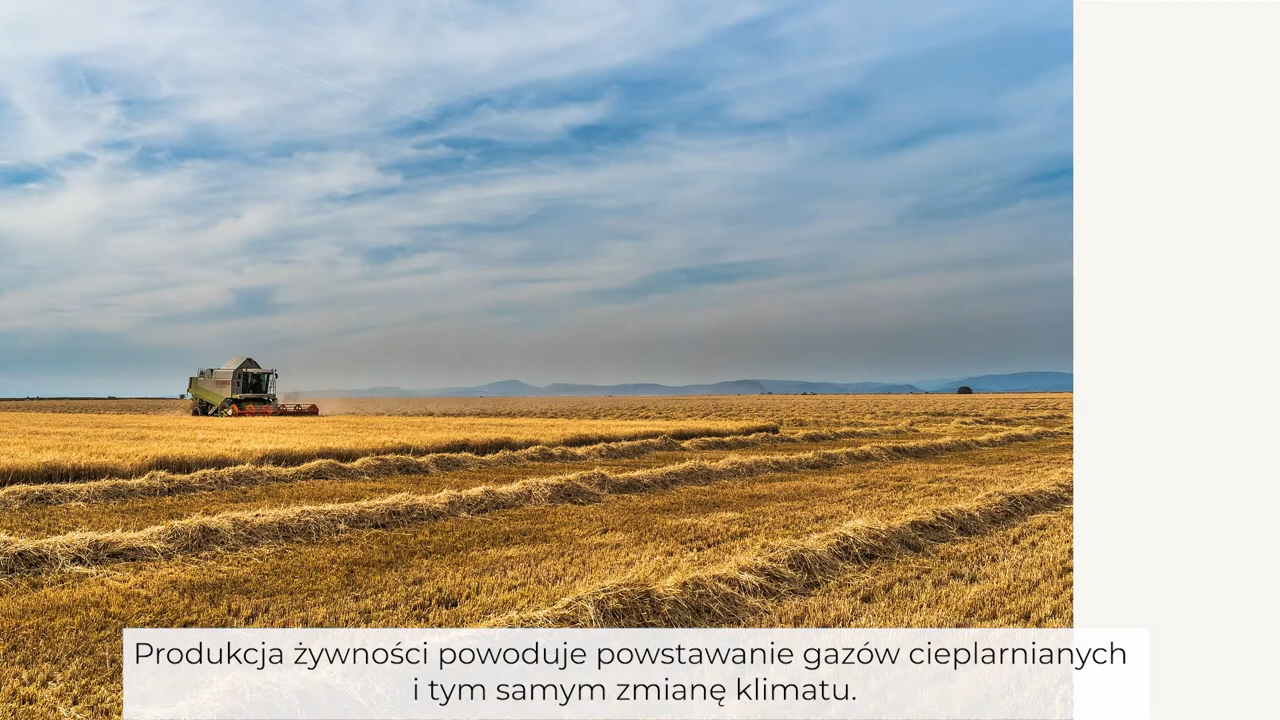 Produkcja żywności powoduje powstawanie gazów cieplarnianych
i tym samym zmianę klimatu.